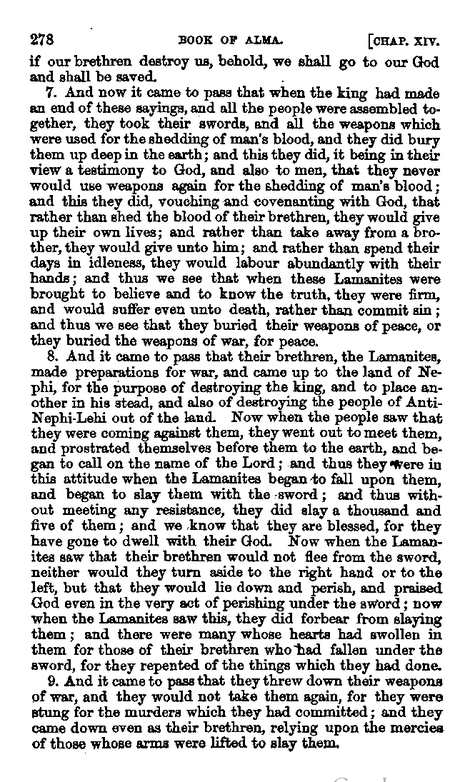 278 BOOK OF ALMA. [CHAP. XIV.
if our brethren destroy us, behold, we shall go to our God
and shall be saved.
7. And now it came to pass that when the king had made
an end of these sayings, and all the people were assembled to-
gether, they took their swords, and all the weapons which
were used for the shedding of man's blood, and they did bury
them up deep in the earth; and this they did, it being in their
view a testimony to God, and also to men, that they never
would use weapons again for the shedding of man's blood;
and this they did, vouching and covenanting with God, that
rather than shed the blood of their brethren, they would give
up their own lives; and rather than take away from a bro-
ther, they would give unto him; and rather than spend their
days in idleness, they would labour abundantly with their
hands; and thus we see that when these Lamanites were
brought to believe and to know the truth, they were firm,
and would suffer even unto death, rather than commit sin;
and thus we see that they buried their weapons of peace, or
they buried the weapons of war, for peace.
8. And it came to pass that their brethren, the Lamanites,
made preparations for war, and came up to the land of Ne-
phi, for the purpose of destroying the king, and to place an-
other in his stead, and also of destroying the people of Anti-
Nephi-Lehi out of the land. Now when the people saw that
they were coming against them, they went out to meet them,
and prostrated themselves before them to the earth, and be-
gan to call on the name of the Lord; and thus they were in
this attitude when the Lamanites began to fall upon them,
and began to slay them with the sword; and thus with-
out meeting any resistance, they did slay a thousand and
five of them; and we know that they are blessed, for they
have gone to dwell with their God. Now when the Laman-
ites saw that their brethren would not flee from the sword,
neither would they turn aside to the right hand or to the
left, but that they would lie down and perish, and praised
God even in the very act of perishing under the sword; now
when the Lamanites saw this, they did forbear from slaying
them; and there were many whose hearts had swollen in
them for those of their brethren who had fallen under the
sword, for they repented of the things which they had done.
9. And it came to pass that they threw down their weapons
of war, and they would not take them again, for they were
stung for the murders which they had committed; and they
came down even as their brethren, relying upon the mercies
of those whose arms were lifted to slay them.